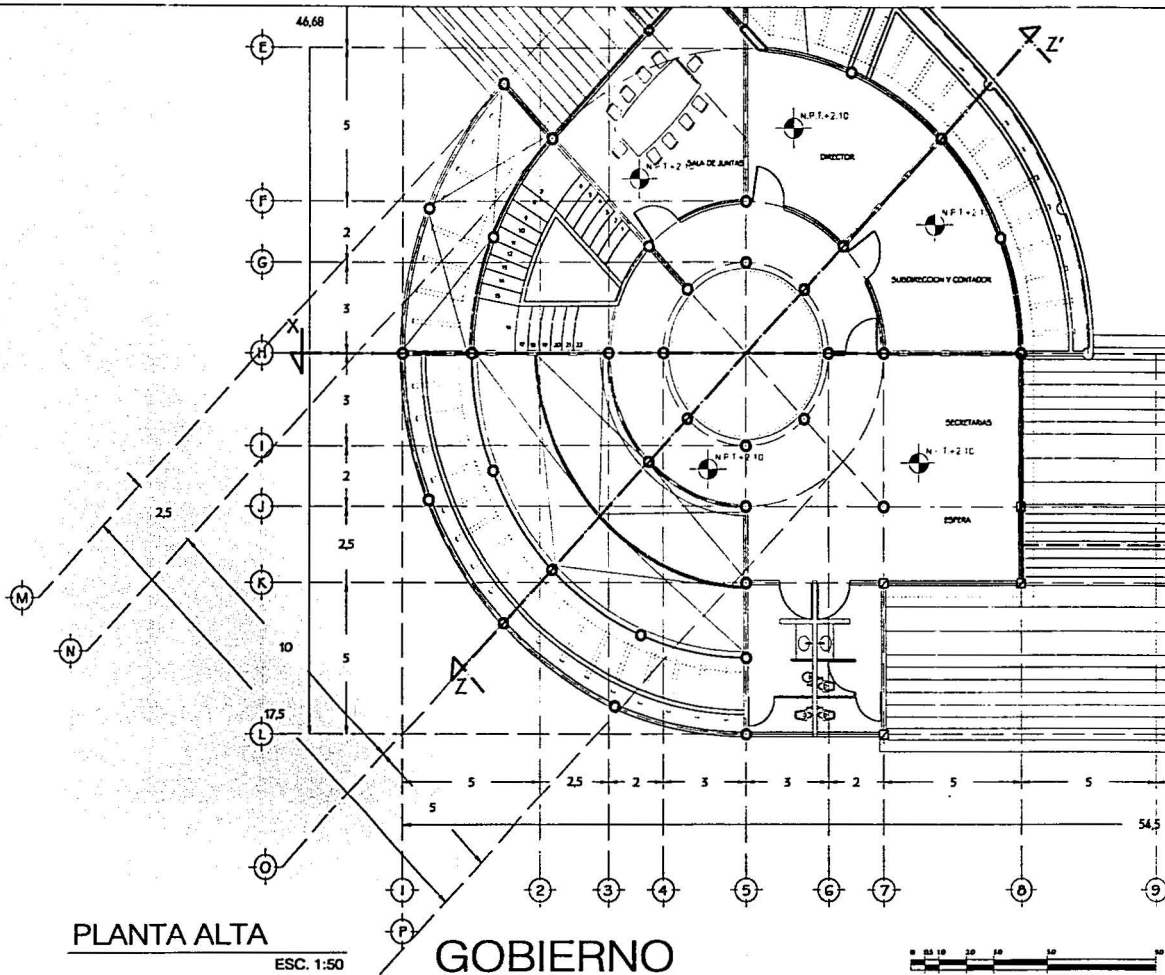 46,68
E
5
F
2
G
3
X
H
3
I
2
J
2,5
K
5
L
M
2,5
N
10
17,5
O
Z'
N.P.T.+2.10
DIRECTOR
SALA DE JUNTAS
N.P.T.+2.10
SUBDIRECCION Y CONTADOR
SECRETARIAS
N.P.T.+2.10
ESPERA
Z
5
2,5
2
3
3
2
5
5
5
54,5
1
2
3
4
5
6
7
8
9
P
PLANTA ALTA
ESC. 1:50
GOBIERNO